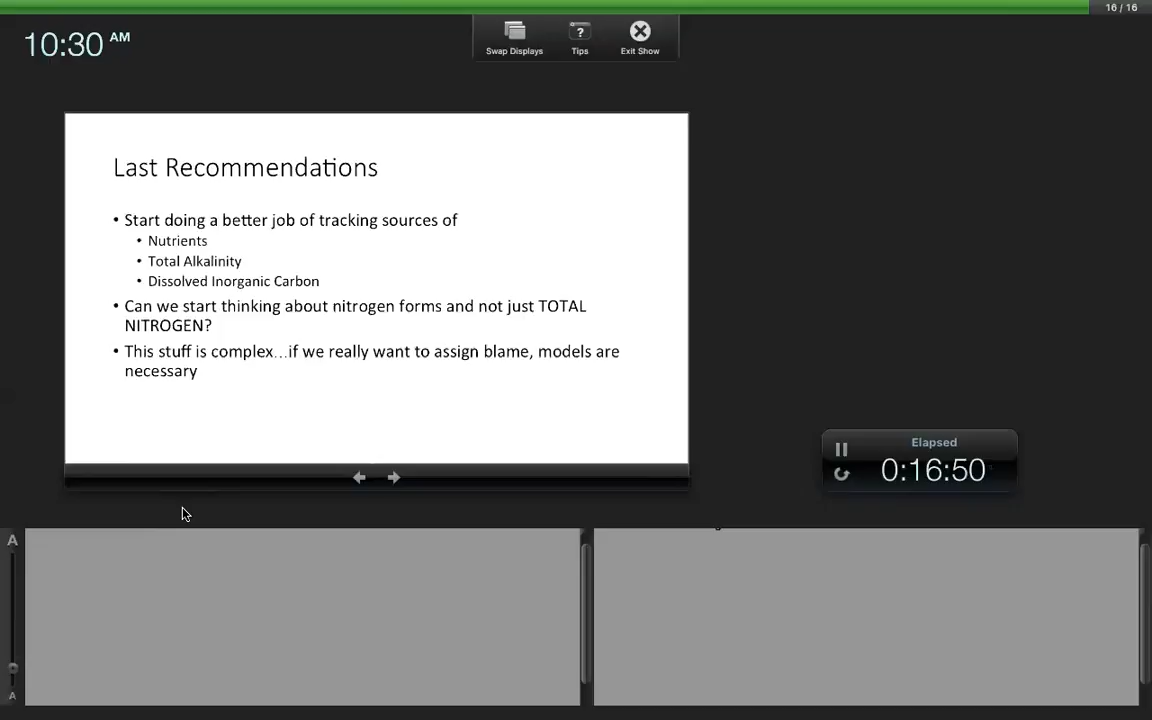 16 / 16
10:30 AM
Swap Displays
Tips
Exit Show
Last Recommendations
• Start doing a better job of tracking sources of
• Nutrients
• Total Alkalinity
• Dissolved Inorganic Carbon
• Can we start thinking about nitrogen forms and not just TOTAL
NITROGEN?
• This stuff is complex...if we really want to assign blame, models are
necessary
Elapsed
0:16:50
A
A